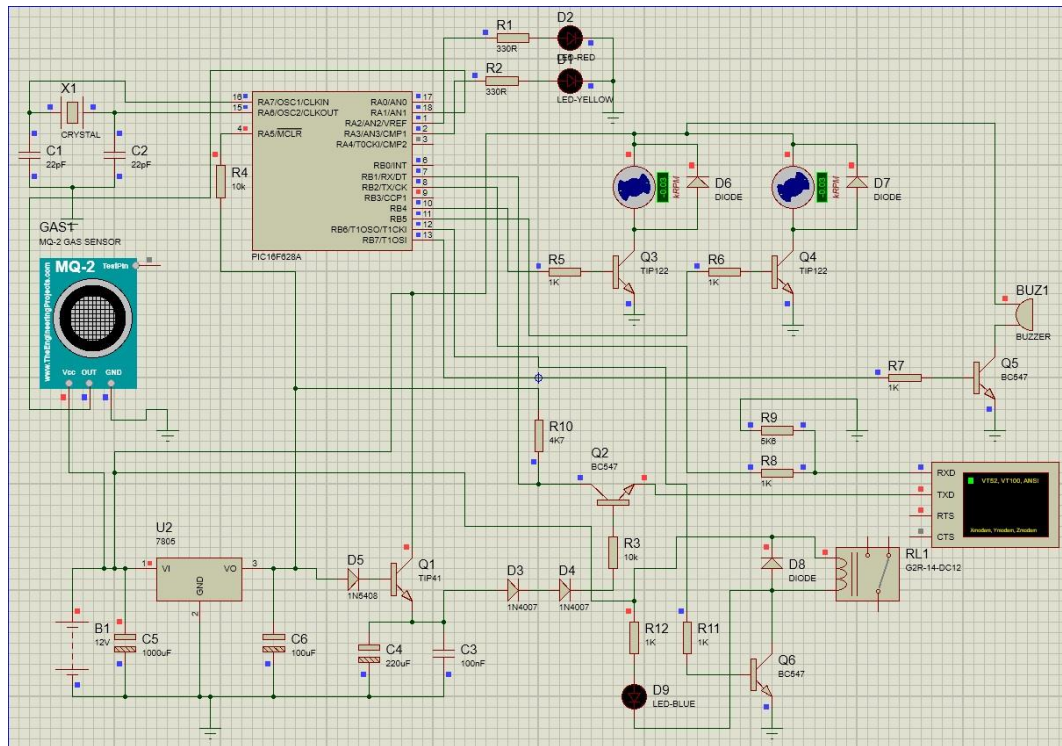 R1
330R
D2
LED-RED
R2
330R
D1
LED-YELLOW
X1
CRYSTAL
C1
22pF
C2
22pF
16
RA7/OSC1/CLKIN
15
RA6/OSC2/CLKOUT
4
RA5/MCLR
RA0/AN0
17
RA1/AN1
18
RA2/AN2/VREF
1
RA3/AN3/CMP1
2
RA4/T0CKI/CMP2
3
RB0/INT
6
RB1/RX/DT
7
RB2/TX/CK
8
RB3/CCP1
9
RB4
10
RB5
11
RB6/T1OSO/T1CKI
12
RB7/T1OSI
13
PIC16F628A
R4
10k
-0.03
kRPM
D6
DIODE
-0.03
kRPM
D7
DIODE
GAS1
MQ-2 GAS SENSOR
MQ-2
TestPin
www.TheEngineeringProjects.com
Vcc
OUT
GND
R5
1K
Q3
TIP122
R6
1K
Q4
TIP122
BUZ1
BUZZER
R7
1K
Q5
BC547
R10
4K7
Q2
BC547
R9
5K6
R8
1K
RXD
TXD
RTS
CTS
VT52, VT100, ANSI
Xmodem, Ymodem, Zmodem
U2
7805
1
VI
VO
3
GND
2
D5
1N5408
Q1
TIP41
R3
10k
D3
1N4007
D4
1N4007
D8
DIODE
RL1
G2R-14-DC12
B1
12V
C5
1000uF
C6
100uF
C4
220uF
C3
100nF
R12
1K
R11
1K
Q6
BC547
D9
LED-BLUE